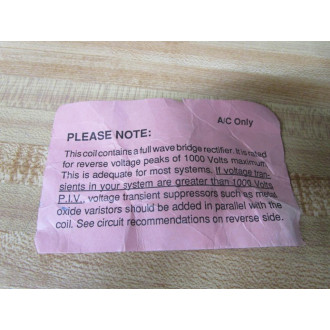 A/C Only
PLEASE NOTE:
This coil contains a full wave bridge rectifier. It is rated
for reverse voltage peaks of 1000 Volts maximum.
This is adequate for most systems. If voltage tran-
sients in your system are greater than 1000 Volts
P.I.V., voltage transient suppressors such as metal
oxide varistors should be added in parallel with the
coil. See circuit recommendations on reverse side.